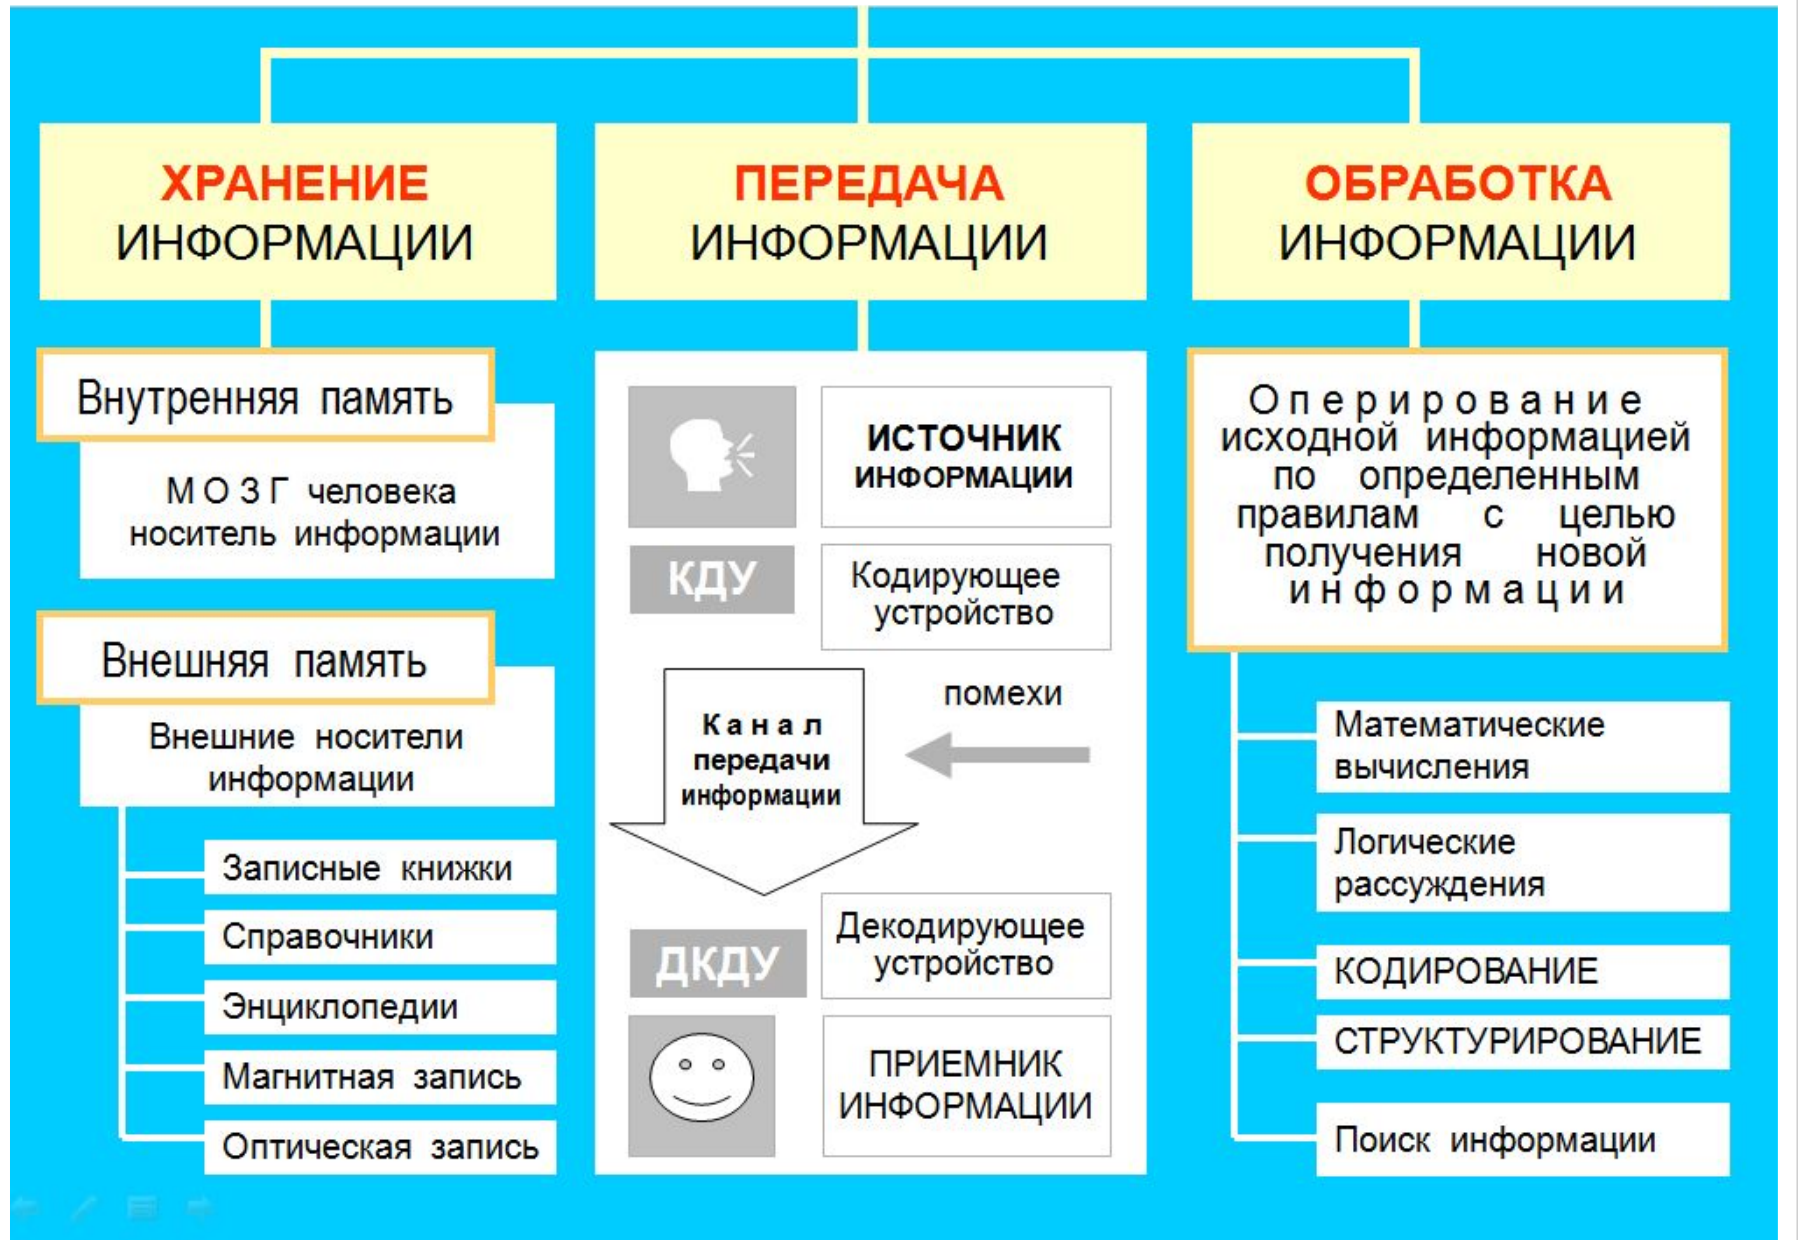 ХРАНЕНИЕ
ИНФОРМАЦИИ
Внутренняя память
МОЗГ человека
носитель информации
Внешняя память
Внешние носители
информации
Записные книжки
Справочники
Энциклопедии
Магнитная запись
Оптическая запись
ПЕРЕДАЧА
ИНФОРМАЦИИ
ИСТОЧНИК
ИНФОРМАЦИИ
КДУ
Кодирующее
устройство
Канал
передачи
информации
помехи
ДКДУ
Декодирующее
устройство
ПРИЕМНИК
ИНФОРМАЦИИ
ОБРАБОТКА
ИНФОРМАЦИИ
Оперирование
исходной информацией
по определенным
правилам с целью
получения новой
информации
Математические
вычисления
Логические
рассуждения
КОДИРОВАНИЕ
СТРУКТУРИРОВАНИЕ
Поиск информации